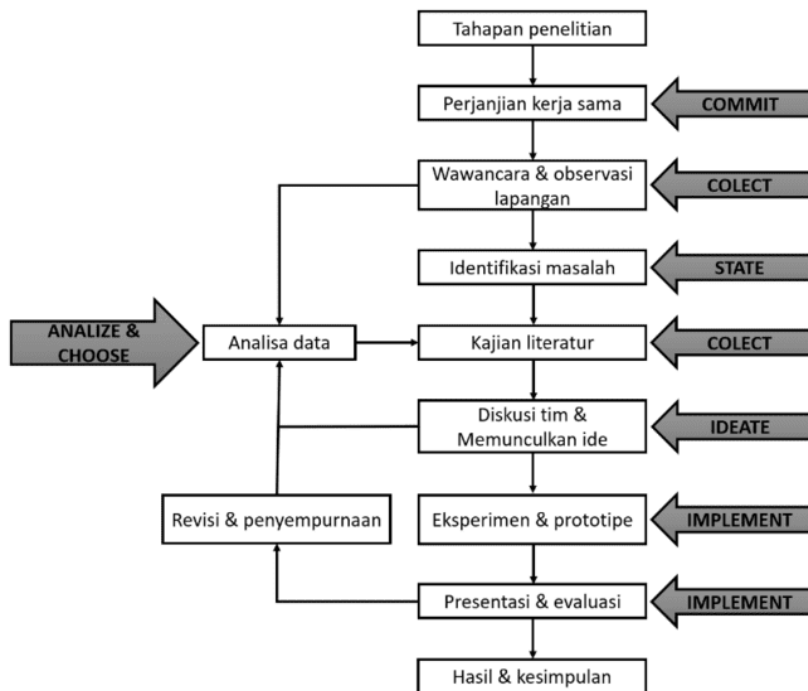 Tahapan penelitian
Perjanjian kerja sama
COMMIT
Wawancara & observasi
lapangan
COLECT
Identifikasi masalah
STATE
ANALIZE &
CHOOSE
Analisa data
Kajian literatur
COLECT
Diskusi tim &
Memunculkan ide
IDEATE
Revisi & penyempurnaan
Eksperimen & prototipe
IMPLEMENT
Presentasi & evaluasi
IMPLEMENT
Hasil & kesimpulan